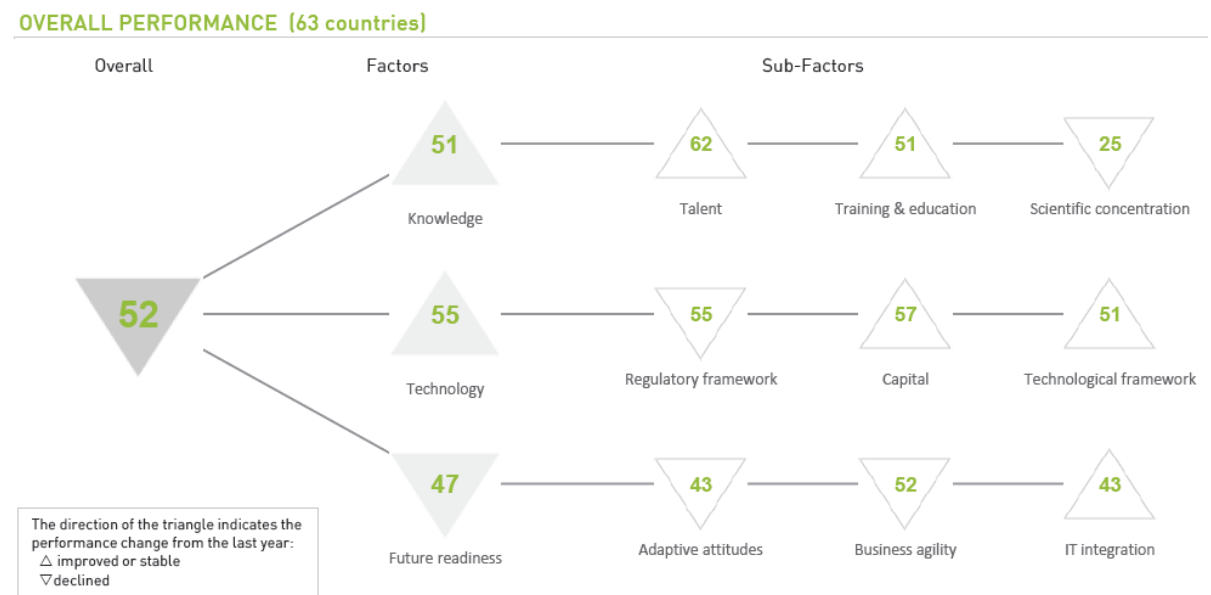 OVERALL PERFORMANCE (63 countries)
Overall
Factors
Sub-Factors
51
62
51
25
Knowledge
Talent
Training & education
Scientific concentration
52
55
55
57
51
Technology
Regulatory framework
Capital
Technological framework
47
43
52
43
Future readiness
Adaptive attitudes
Business agility
IT integration
The direction of the triangle indicates the
performance change from the last year:
△ improved or stable
▽declined